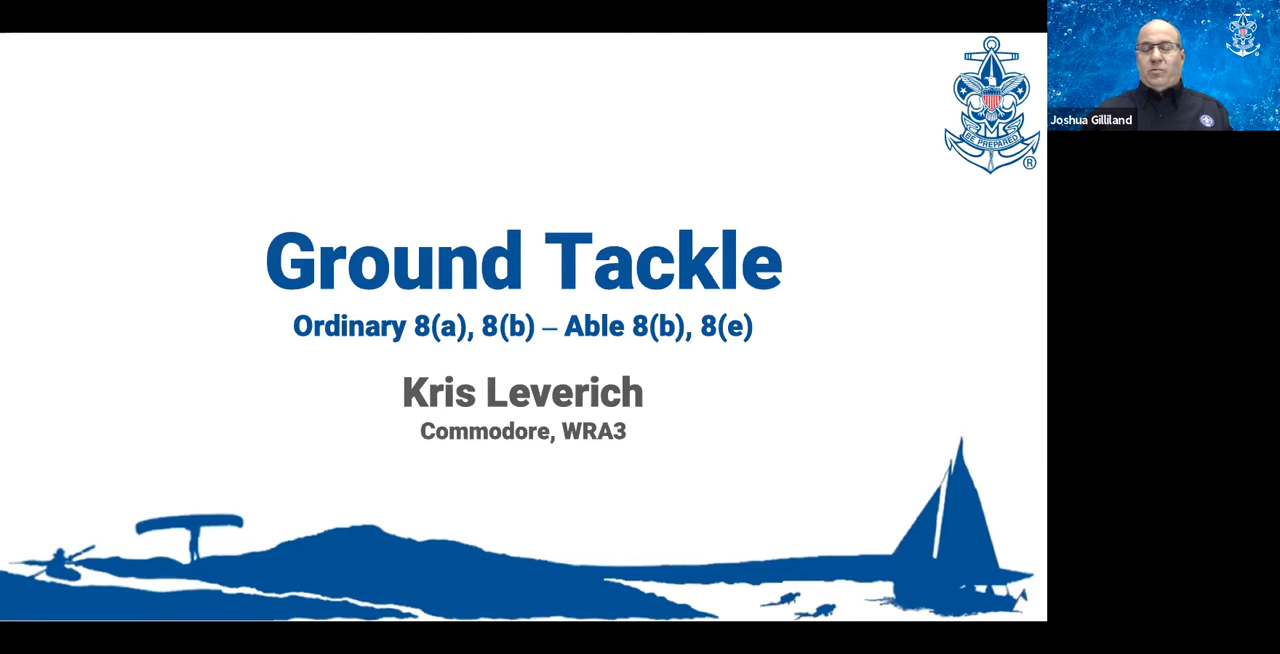 Ground Tackle
Ordinary 8(a), 8(b) – Able 8(b), 8(e)
Kris Leverich
Commodore, WRA3
BE PREPARED
®
Joshua Gilliland